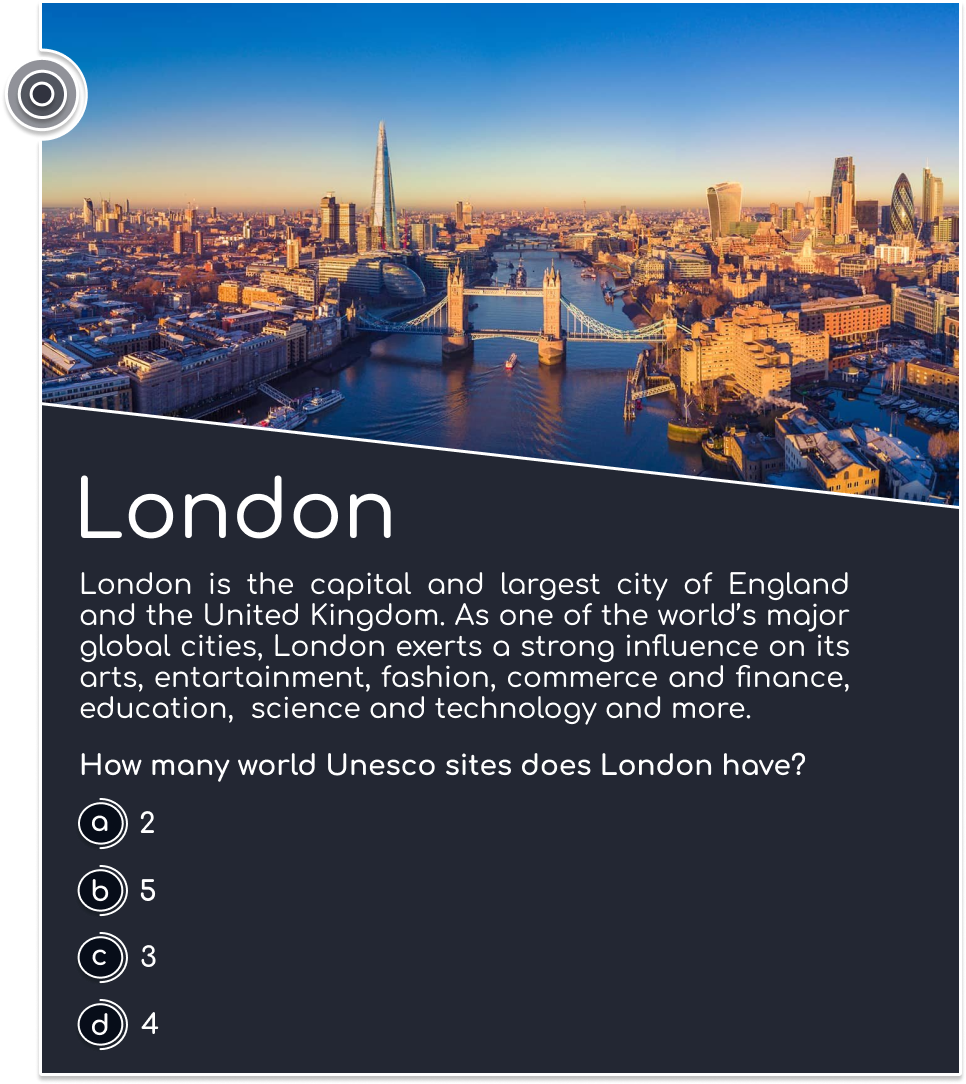 London
London is the capital and largest city of England
and the United Kingdom. As one of the world's major
global cities, London exerts a strong influence on its
arts, entartainment, fashion, commerce and finance,
education,  science and technology and more.
How many world Unesco sites does London have?
a 2
b 5
c 3
d 4